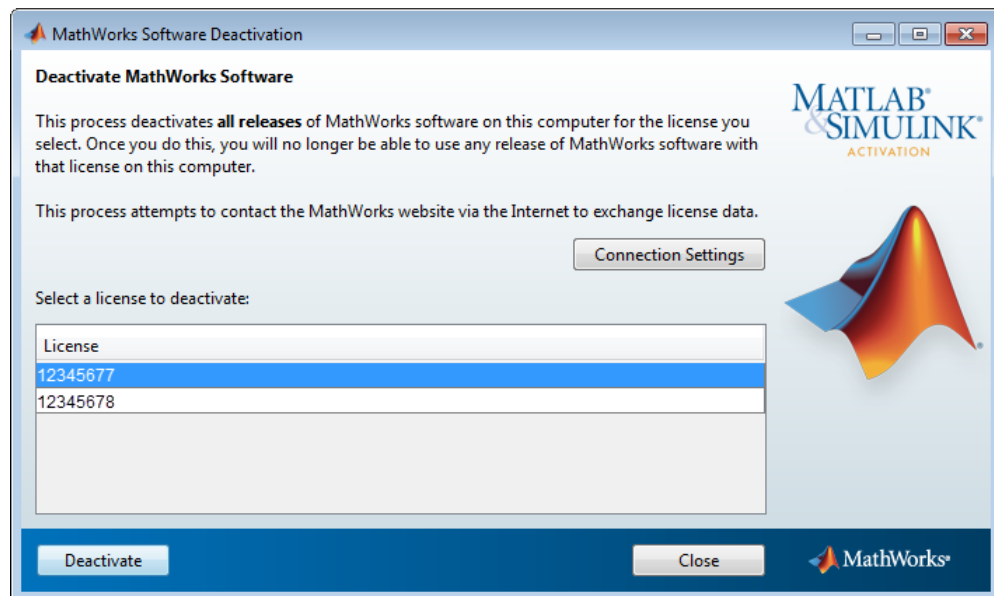 MathWorks Software Deactivation
Deactivate MathWorks Software
This process deactivates all releases of MathWorks software on this computer for the license you
select. Once you do this, you will no longer be able to use any release of MathWorks software with
that license on this computer.
This process attempts to contact the MathWorks website via the Internet to exchange license data.
Connection Settings
Select a license to deactivate:
License
12345677
12345678
Deactivate
Close
MATLAB®
&SIMULINK®
ACTIVATION
®
MathWorks®